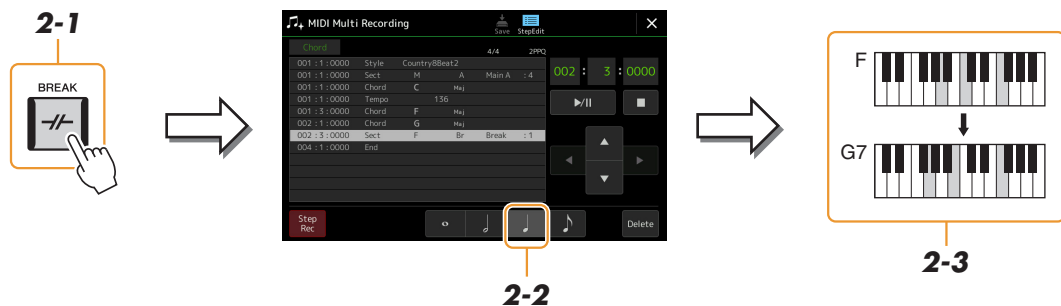 2-1
BREAK
MIDI Multi Recording
Save StepEdit
Chord 4/4 2PPQ
001 : 1 : 0000 Style Country8Beat2
001 : 1 : 0000 Sect M A Main A : 4
001 : 1 : 0000 Chord C Maj
001 : 1 : 0000 Tempo 136
001 : 3 : 0000 Chord F Maj
002 : 1 : 0000 Chord G Maj
002 : 3 : 0000 Sect F Br Break : 1
004 : 1 : 0000 End
002 : 3 : 0000
Step
Rec
Delete
2-2
F
G7
2-3